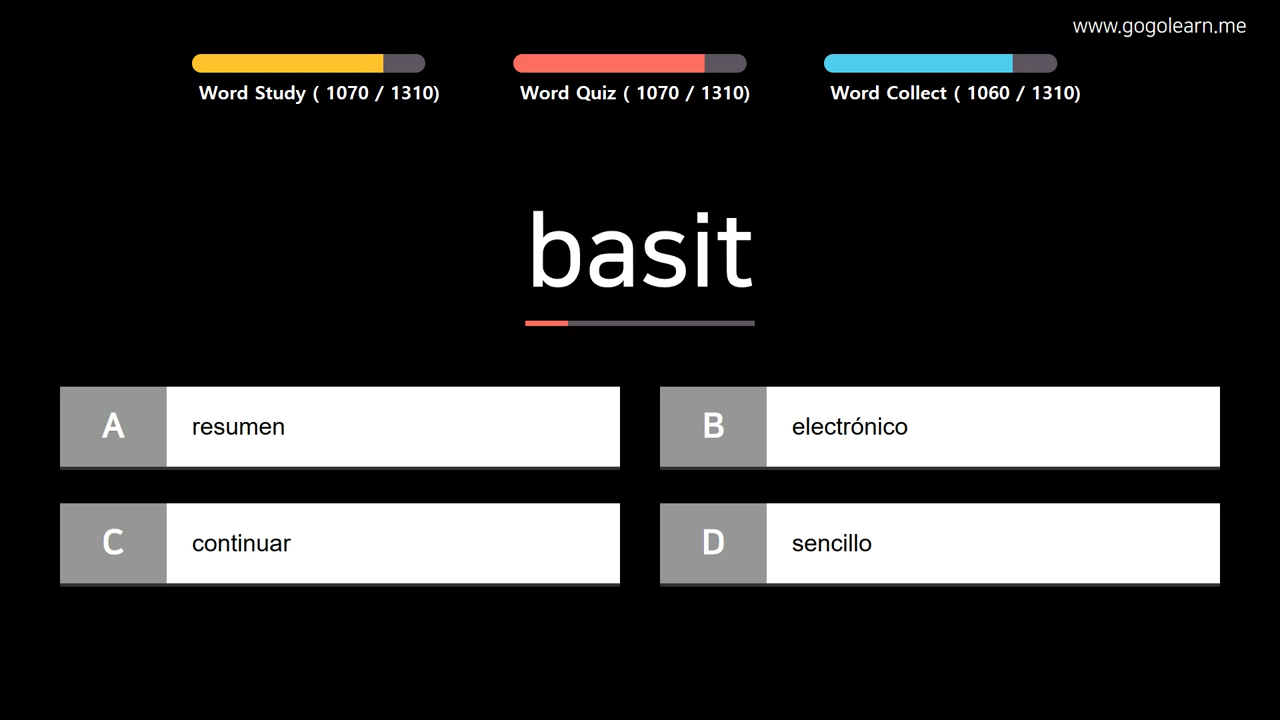 www.gogolearn.me
Word Study ( 1070 / 1310)
Word Quiz ( 1070 / 1310)
Word Collect ( 1060 / 1310)
basit
A resumen
B electrónico
C continuar
D sencillo